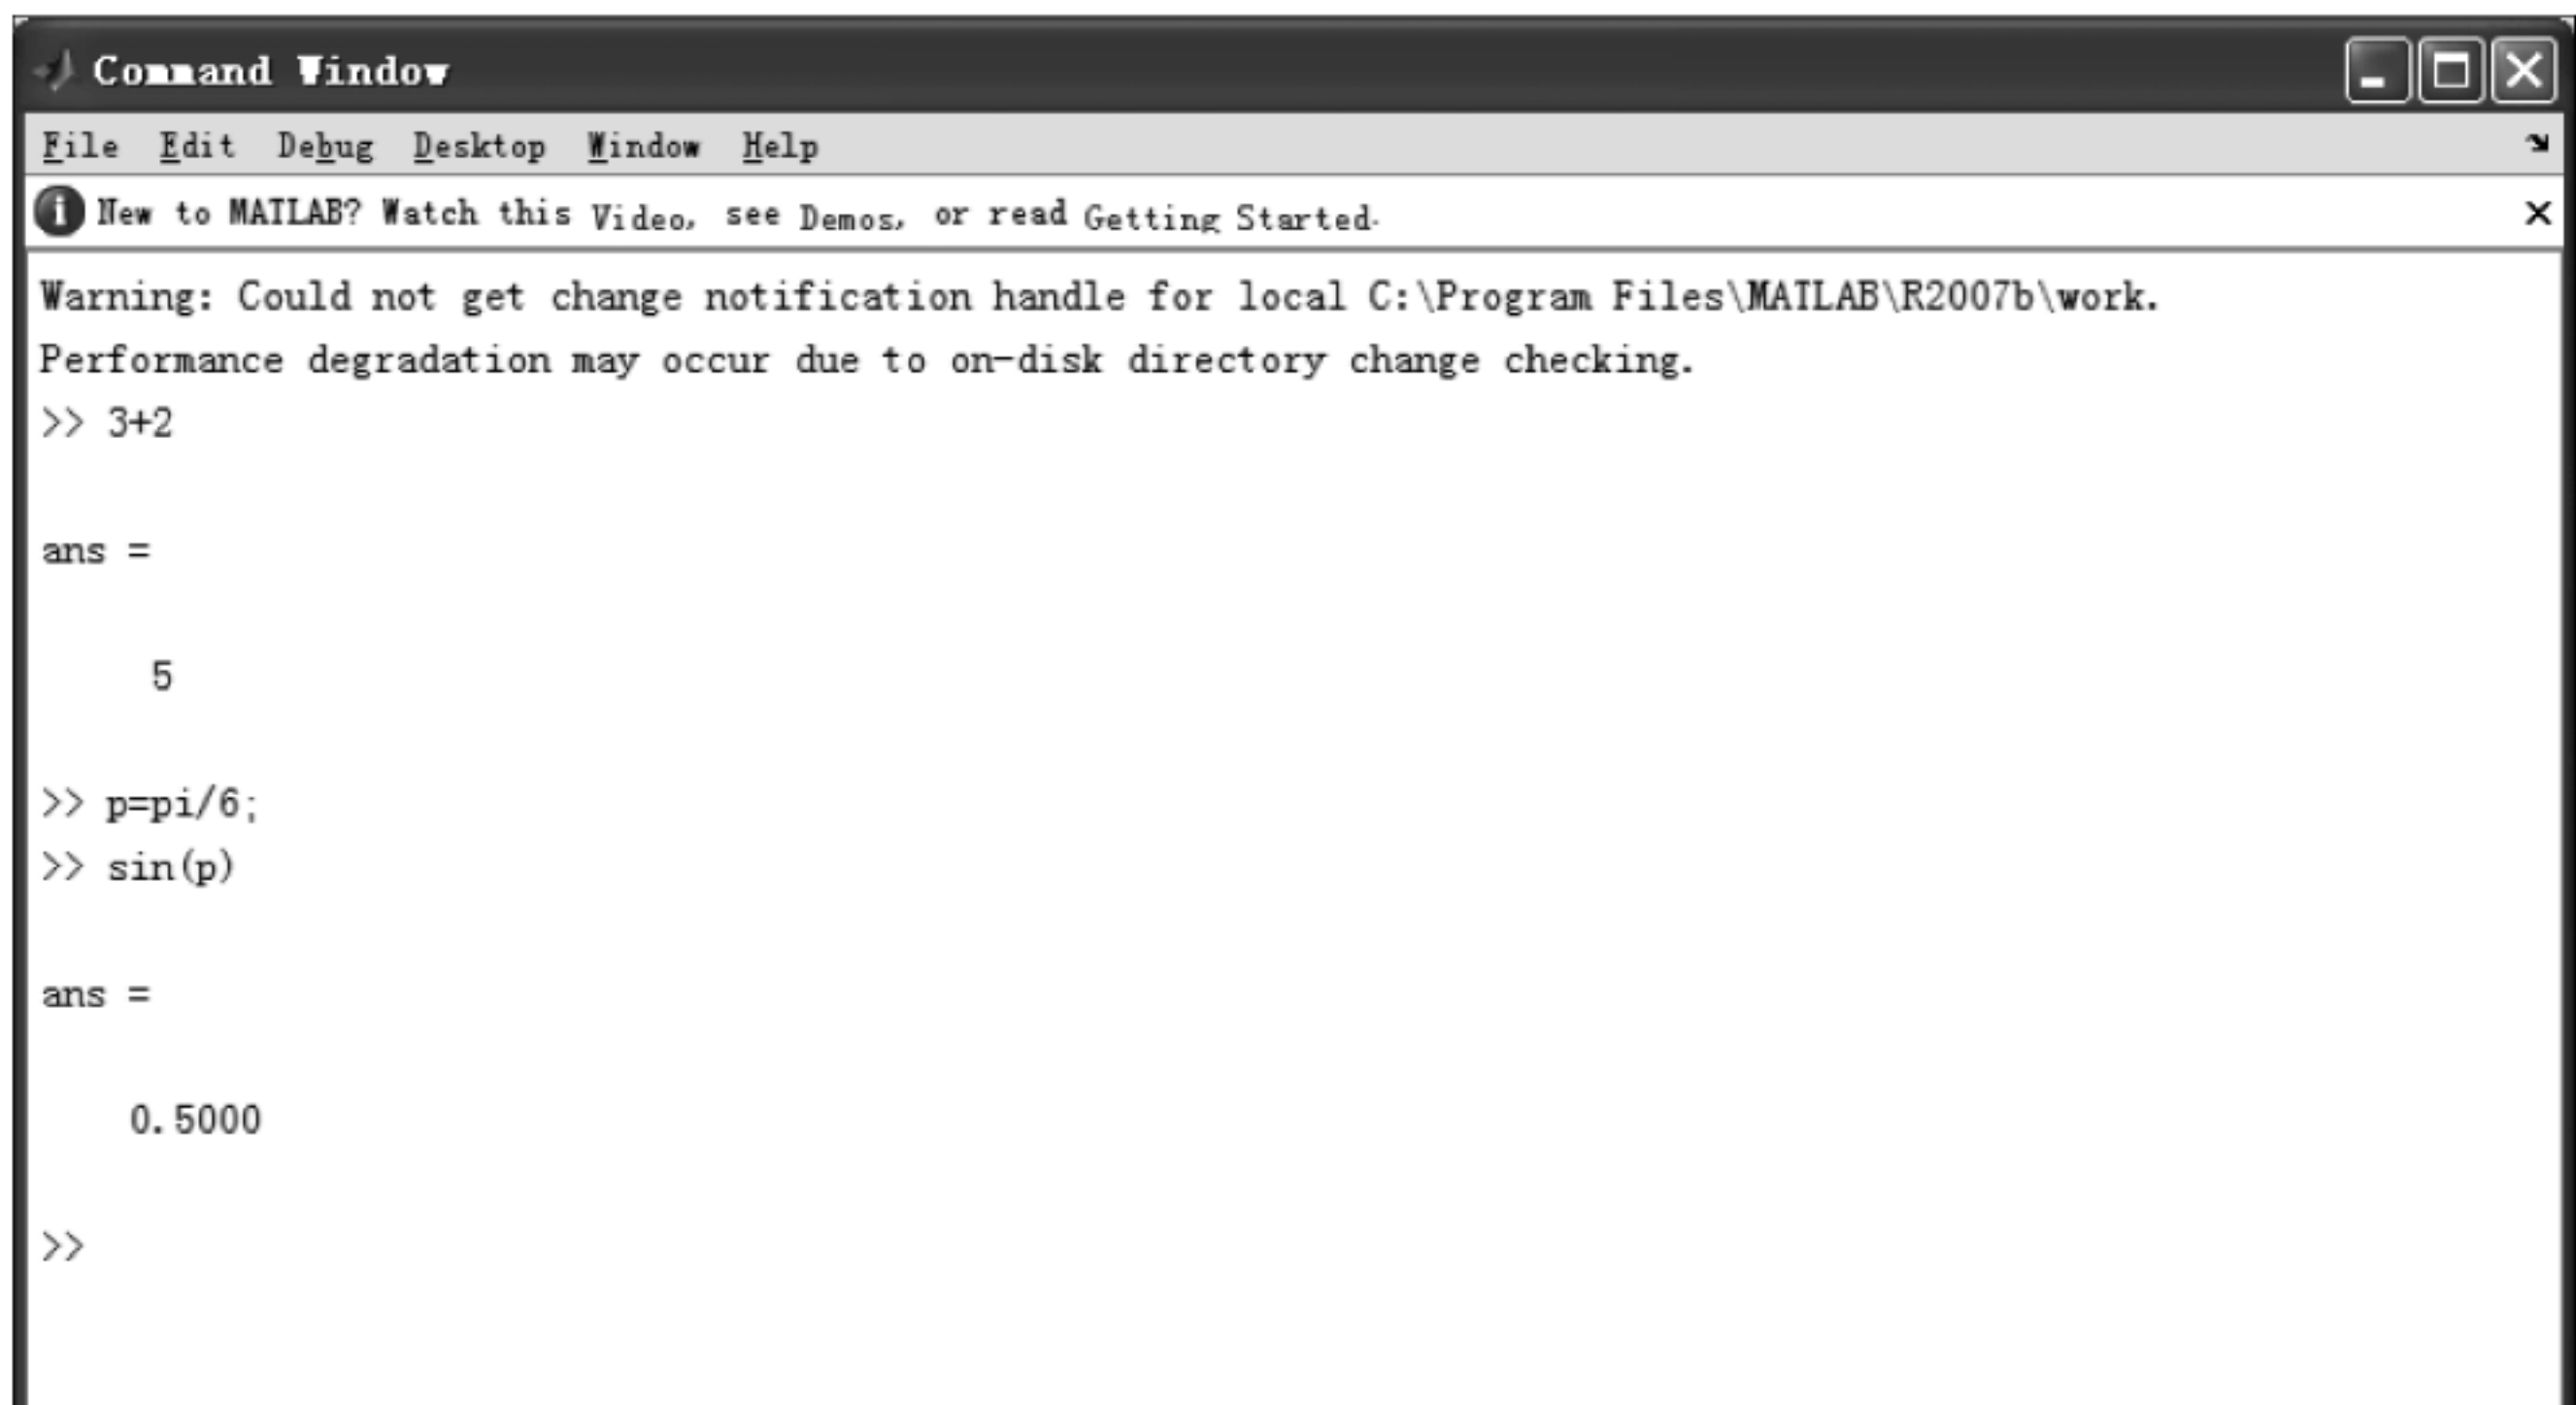 Command Window
File Edit Debug Desktop Window Help
New to MATLAB? Watch this Video, see Demos, or read Getting Started.
Warning: Could not get change notification handle for local C:\Program Files\MATLAB\R2007b\work.
Performance degradation may occur due to on-disk directory change checking.
>> 3+2
ans =
5
>> p=pi/6;
>> sin(p)
ans =
0.5000
>>